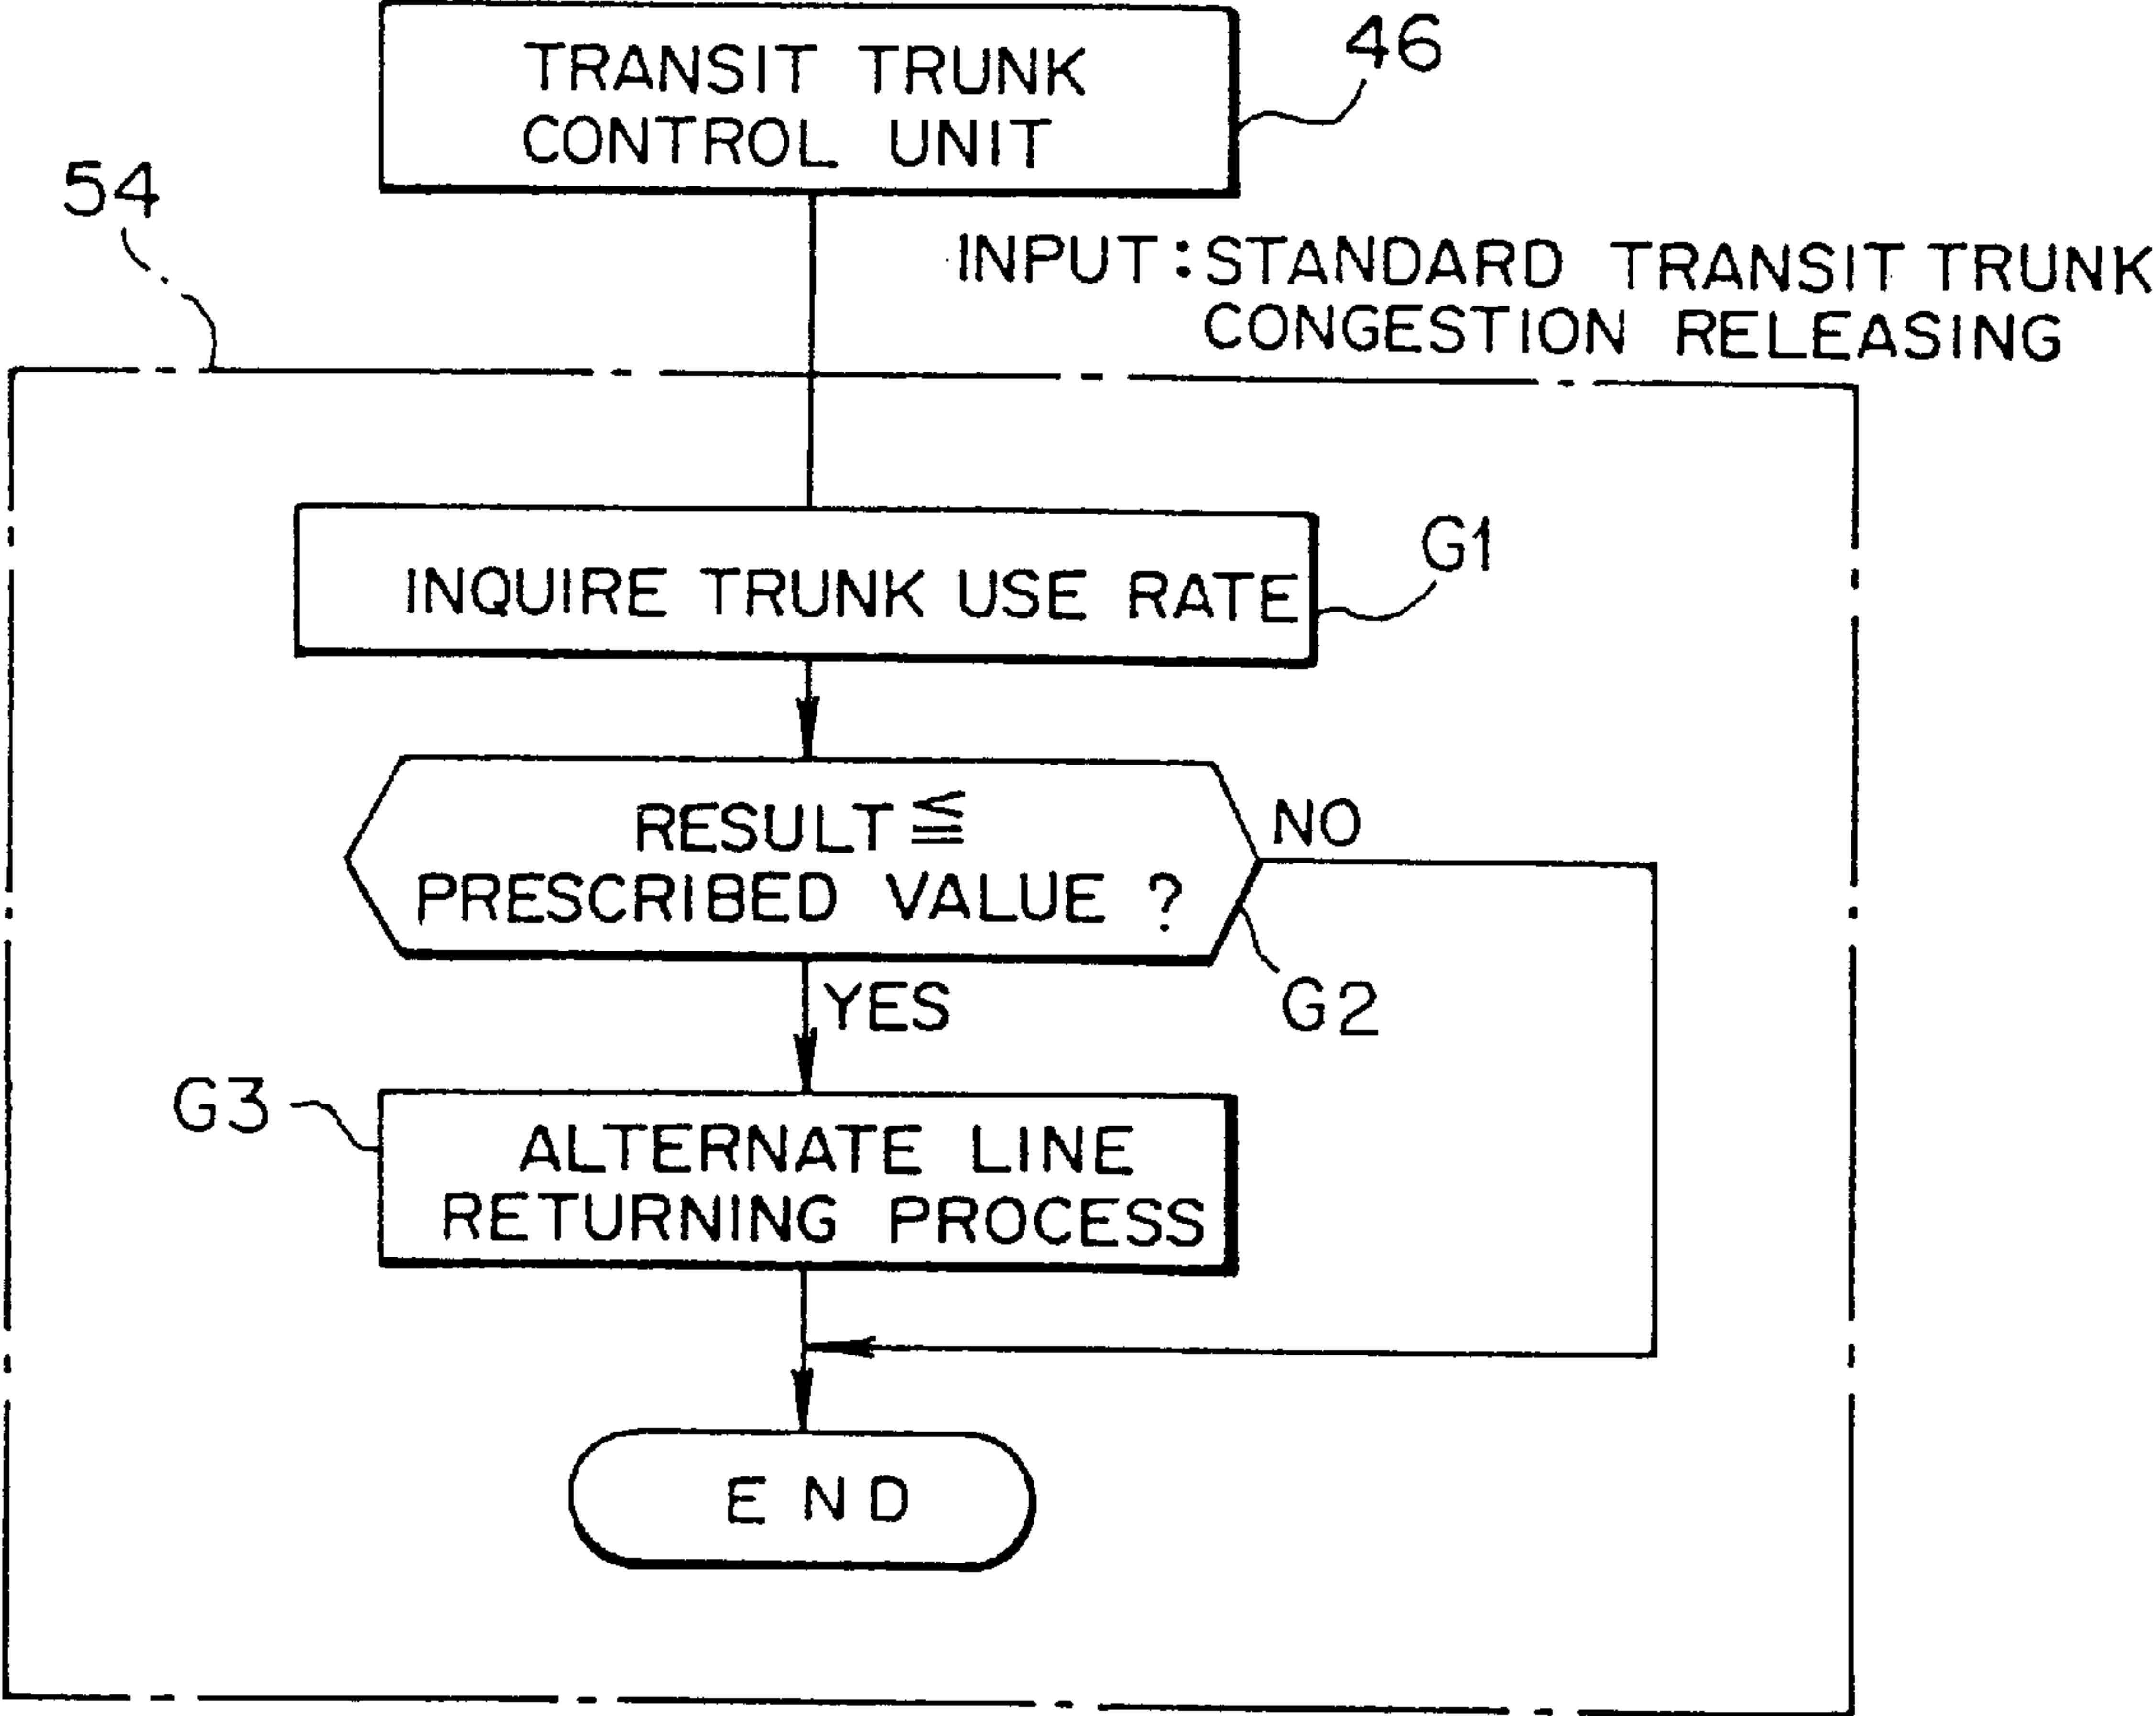 TRANSIT TRUNK
CONTROL UNIT
46
54
INPUT : STANDARD TRANSIT TRUNK
CONGESTION RELEASING
INQUIRE TRUNK USE RATE
G1
RESULT ≦
PRESCRIBED VALUE ?
NO
G2
YES
G3
ALTERNATE LINE
RETURNING PROCESS
END